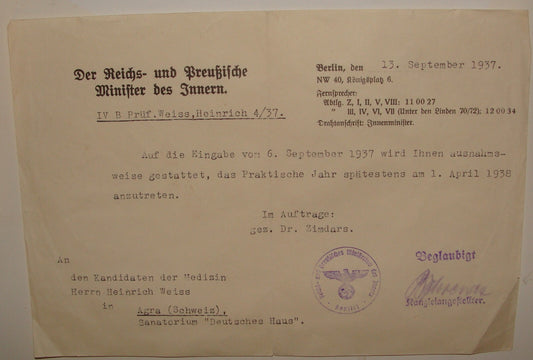 Der Reichs- und Preußische
Minister des Innern.
IV B Prüf.Weiss,Heinrich 4/37.
Berlin, den 13. September 1937.
NW 40, Königsplatz 6.
Fernsprecher:
Abtlg. Z, I, II, V, VIII: 11 00 27
" III, IV, VI, VII (Unter den Linden 70/72): 12 00 34
Drahtanschrift: Innenminister.
Auf die Eingabe vom 6. September 1937 wird Ihnen ausnahms-
weise gestattet, das Praktische Jahr spätestens am 1. April 1938
anzutreten.
Im Auftrage:
gez. Dr. Zimdars.
An
den Kandidaten der Medizin
Herrn Heinrich Weiss
in
Agra (Schweiz),
Sanatorium "Deutsches Haus".
Beglaubigt
Kanzleiangestellter.